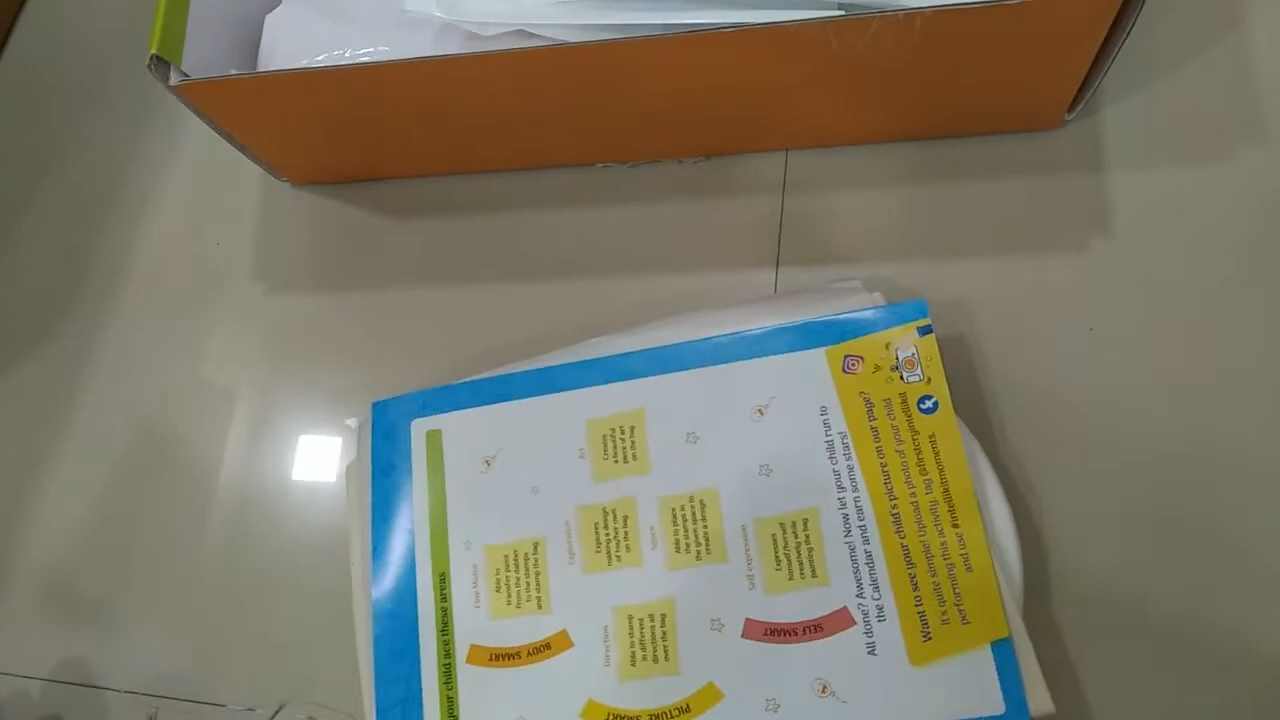 your child ace these areas
BODY SMART
Fine Motor
Able to
transfer paint
from the dabber
to the stamps
and stamp the bag
PICTURE SMART
Direction
Able to stamp
in different
directions all
over the bag
Exploration
Explores
making a design
of his/her own
on the bag
Art
Creates
a beautiful
piece of art
on the bag
Space
Able to place
the stamps in
the given space to
create a design
SELF SMART
Self expression
Expresses
himself/herself
creatively while
painting the bag
All done? Awesome! Now let your child run to
the Calendar and earn some stars!
Want to see your child's picture on our page?
It's quite simple! Upload a photo of your child
performing this activity, tag @firstcryintellikit
and use #intellikitmoments.